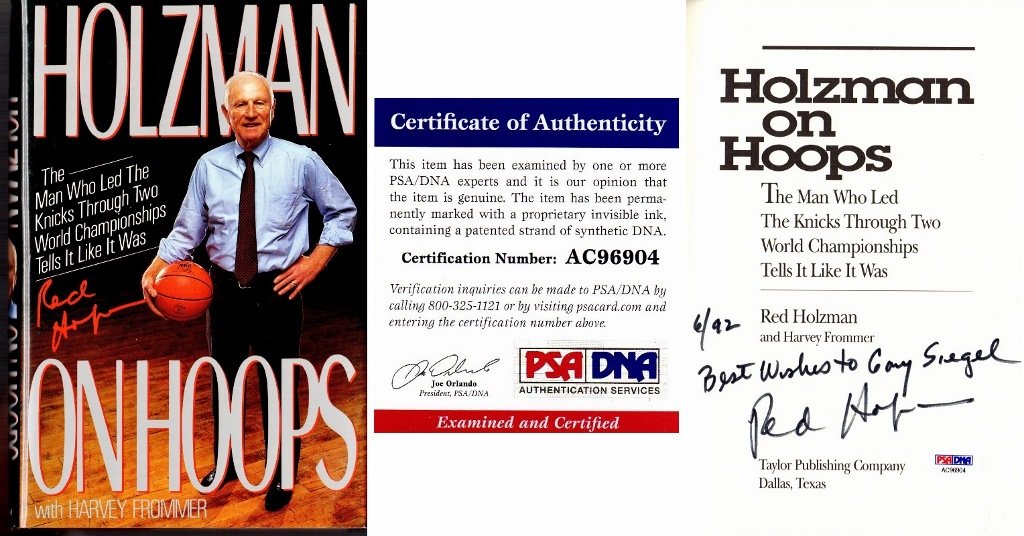 HOLZMAN
The
Man Who Led The
Knicks Through Two
World Championships
Tells It Like It Was
Red
Holzman
ON HOOPS
with HARVEY FROMMER
Certificate of Authenticity
This item has been examined by one or more
PSA/DNA experts and it is our opinion that
the item is genuine. The item has been perma-
nently marked with a proprietary invisible ink,
containing a patented strand of synthetic DNA.
Certification Number: AC96904
Verification inquiries can be made to PSA/DNA by
calling 800-325-1121 or by visiting psacard.com and
entering the certification number above.
Joe Orlando
President, PSA/DNA
PSA DNA
AUTHENTICATION SERVICES
Examined and Certified
Holzman
on
Hoops
The Man Who Led
The Knicks Through Two
World Championships
Tells It Like It Was
Red Holzman
and Harvey Frommer
6/92
Best Wishes to Gary Siegel
Red Holzman
Taylor Publishing Company
Dallas, Texas
PSA DNA
AC96904